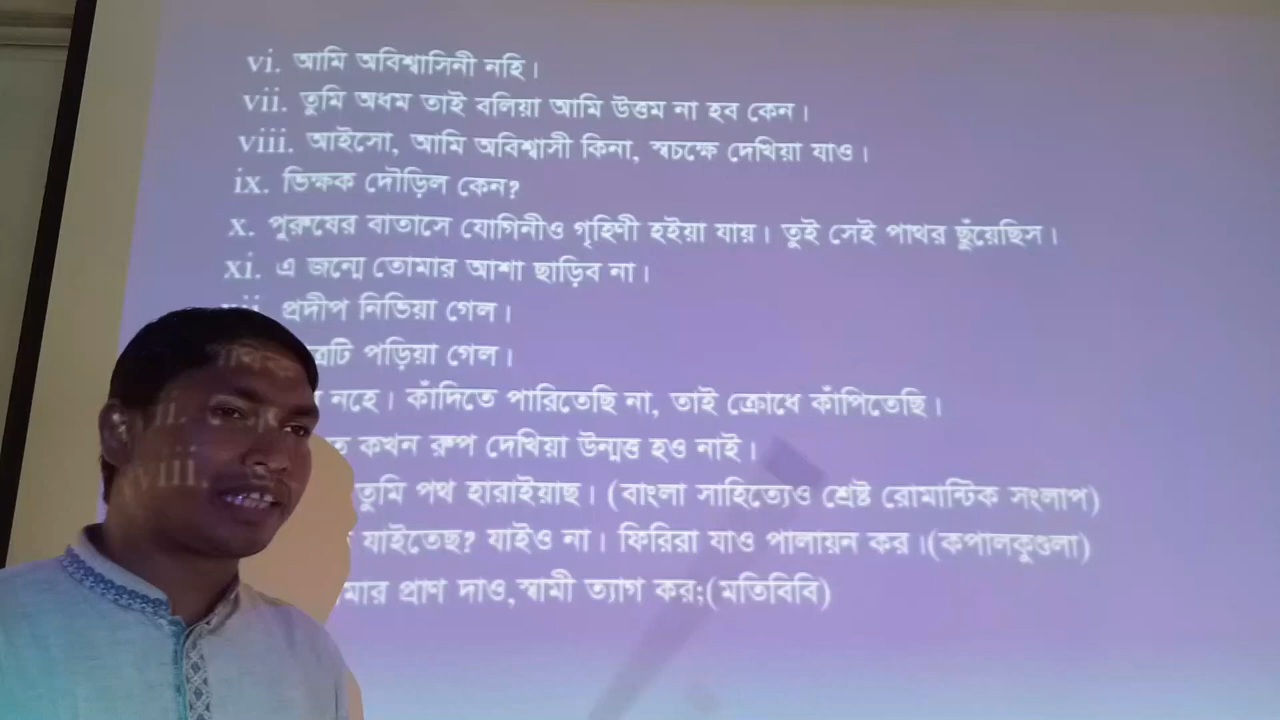 vi. আমি অবিশ্বাসিনী নহি।
vii. তুমি অধম তাই বলিয়া আমি উত্তম না হব কেন।
viii. আইসো, আমি অবিশ্বাসী কিনা, স্বচক্ষে দেখিয়া যাও।
ix. ভিক্ষক দৌড়িল কেন?
x. পুরুষের বাতাসে যোগিনীও গৃহিণী হইয়া যায়। তুই সেই পাথর ছুঁয়েছিস।
xi. এ জন্মে তোমার আশা ছাড়িব না।
প্রদীপ নিভিয়া গেল।
পড়িয়া গেল।
নহে। কাঁদিতে পারিতেছি না, তাই ক্রোধে কাঁপিতেছি।
কখন রুপ দেখিয়া উন্মত্ত হও নাই।
তুমি পথ হারাইয়াছ। (বাংলা সাহিত্যেও শ্রেষ্ট রোমান্টিক সংলাপ)
যাইতেছ? যাইও না। ফিরিরা যাও পালায়ন কর।(কপালকুণ্ডলা)
প্রাণ দাও,স্বামী ত্যাগ কর;(মতিবিবি)